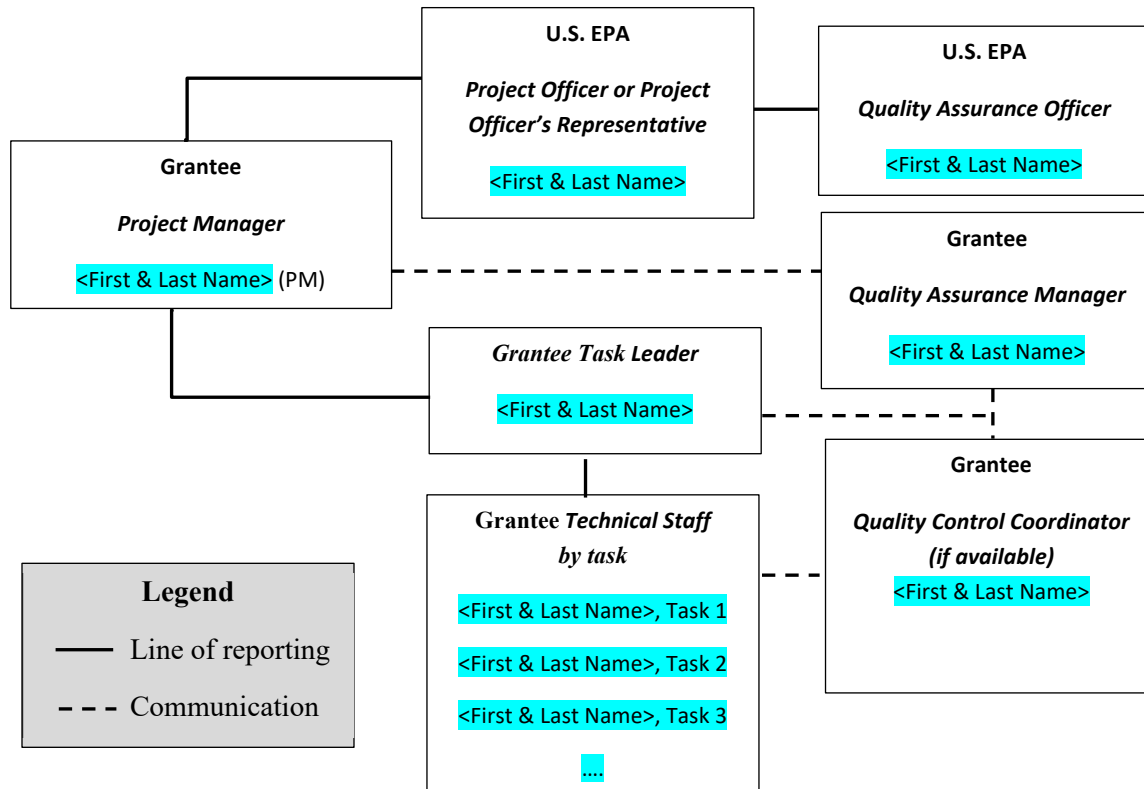 U.S. EPA
Project Officer or Project
Officer's Representative
<First & Last Name>
U.S. EPA
Quality Assurance Officer
<First & Last Name>
Grantee
Project Manager
<First & Last Name> (PM)
Grantee
Quality Assurance Manager
<First & Last Name>
Grantee Task Leader
<First & Last Name>
Grantee
Quality Control Coordinator
(if available)
<First & Last Name>
Grantee Technical Staff
by task
<First & Last Name>, Task 1
<First & Last Name>, Task 2
<First & Last Name>, Task 3
....
Legend
Line of reporting
Communication